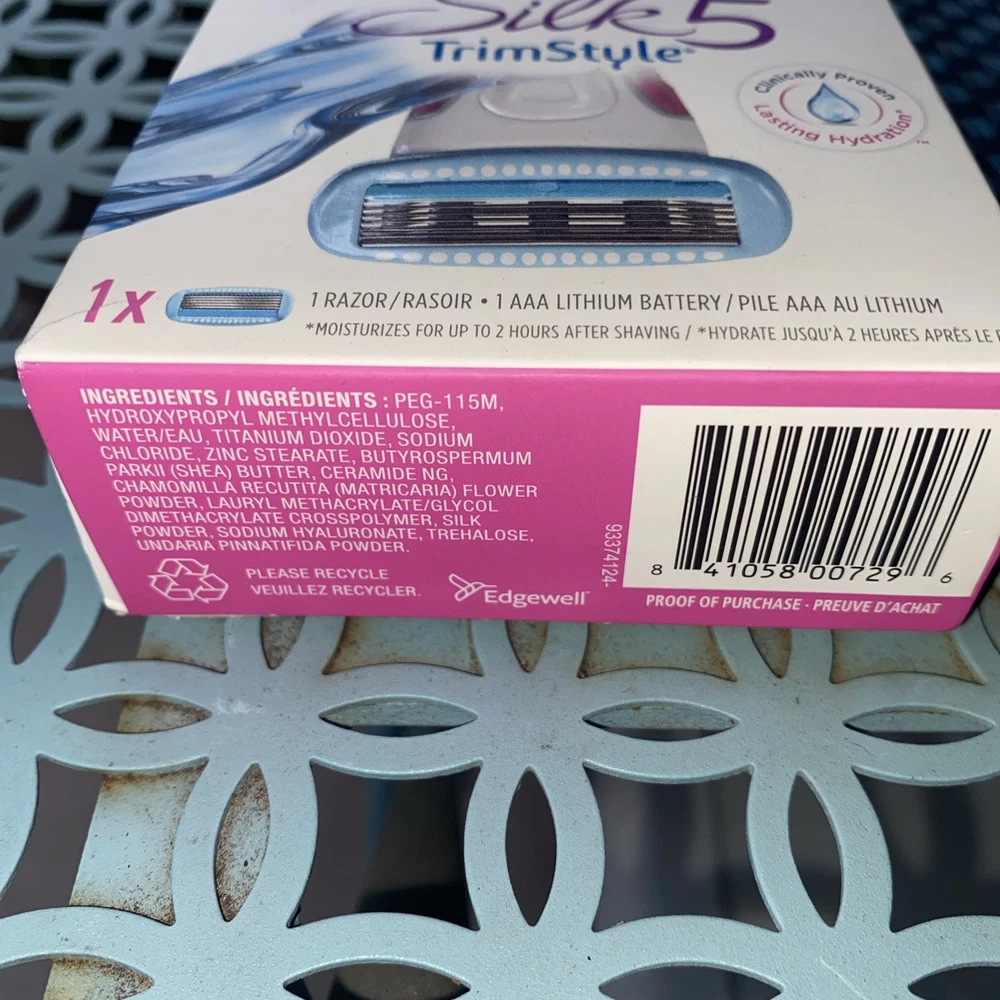 Silk 5
TrimStyle®
Clinically Proven
Lasting Hydration*™
1x
1 RAZOR/RASOIR • 1 AAA LITHIUM BATTERY/PILE AAA AU LITHIUM
*MOISTURIZES FOR UP TO 2 HOURS AFTER SHAVING / *HYDRATE JUSQU'À 2 HEURES APRÈS LE
INGREDIENTS / INGRÉDIENTS : PEG-115M,
HYDROXYPROPYL METHYLCELLULOSE,
WATER/EAU, TITANIUM DIOXIDE, SODIUM
CHLORIDE, ZINC STEARATE, BUTYROSPERMUM
PARKII (SHEA) BUTTER, CERAMIDE NG,
CHAMOMILLA RECUTITA (MATRICARIA) FLOWER
POWDER, LAURYL METHACRYLATE/GLYCOL
DIMETHACRYLATE CROSSPOLYMER, SILK
POWDER, SODIUM HYALURONATE, TREHALOSE,
UNDARIA PINNATIFIDA POWDER.
PLEASE RECYCLE
VEUILLEZ RECYCLER.
Edgewell™
93374124-
8 41058 00729 6
PROOF OF PURCHASE · PREUVE D'ACHAT